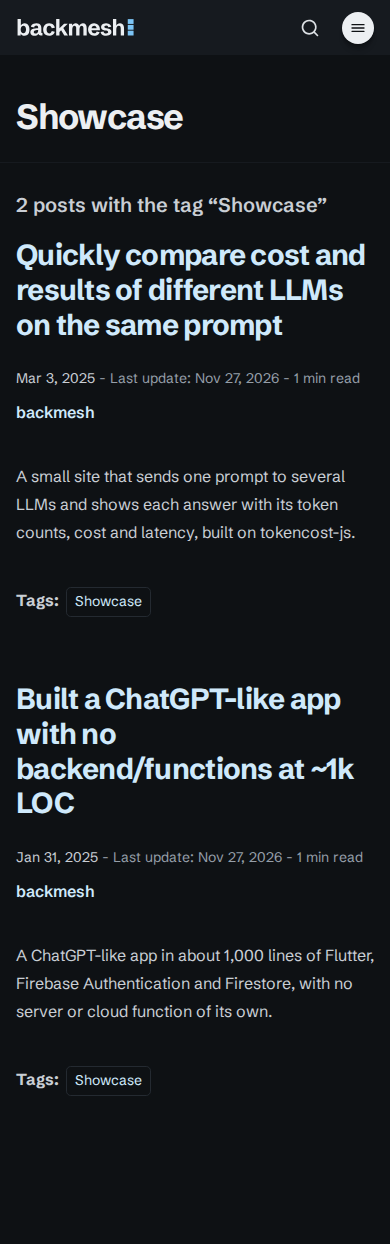 backmesh
Showcase
2 posts with the tag “Showcase”
Quickly compare cost and
results of different LLMs
on the same prompt
Mar 3, 2025 - Last update: Nov 27, 2026 - 1 min read
backmesh
A small site that sends one prompt to several
LLMs and shows each answer with its token
counts, cost and latency, built on tokencost-js.
Tags: Showcase
Built a ChatGPT-like app
with no
backend/functions at ~1k
LOC
Jan 31, 2025 - Last update: Nov 27, 2026 - 1 min read
backmesh
A ChatGPT-like app in about 1,000 lines of Flutter,
Firebase Authentication and Firestore, with no
server or cloud function of its own.
Tags: Showcase